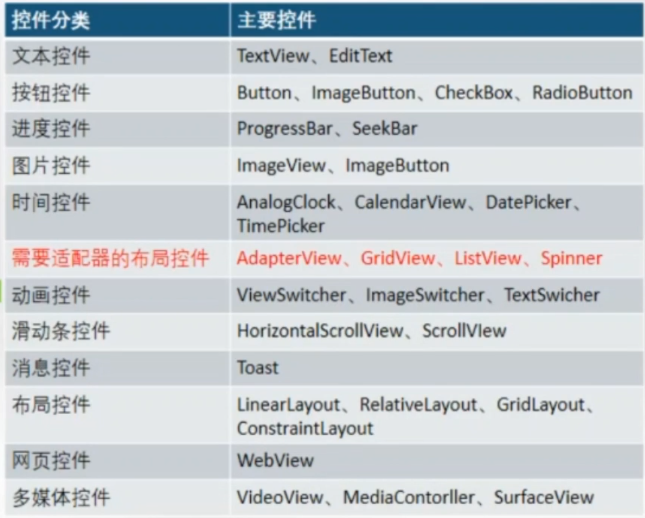 控件分类 主要控件
文本控件 TextView、EditText
按钮控件 Button、ImageButton、CheckBox、RadioButton
进度控件 ProgressBar、SeekBar
图片控件 ImageView、ImageButton
时间控件 AnalogClock、CalendarView、DatePicker、
TimePicker
需要适配器的布局控件 AdapterView、GridView、ListView、Spinner
动画控件 ViewSwitcher、ImageSwitcher、TextSwicher
滑动条控件 HorizontalScrollView、ScrollVIew
消息控件 Toast
布局控件 LinearLayout、RelativeLayout、GridLayout、
ConstraintLayout
网页控件 WebView
多媒体控件 VideoView、MediaContorller、SurfaceView